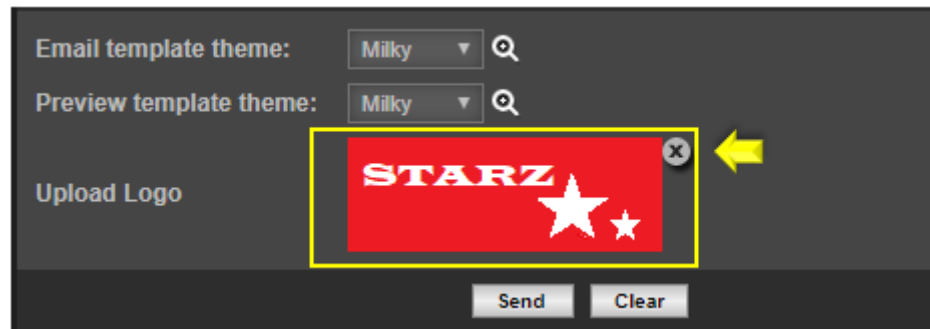 Email template theme: Milky
Preview template theme: Milky
Upload Logo
STARZ
Send Clear